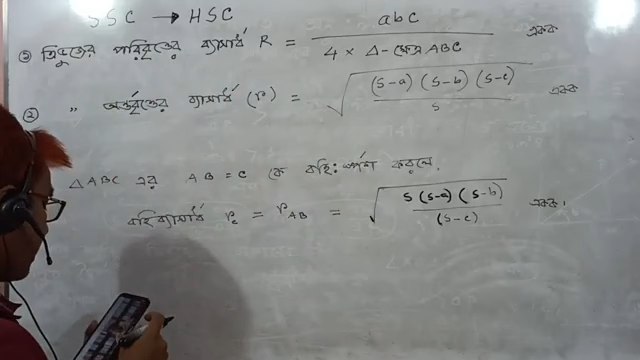 SSC → HSC
① ত্রিভুজের পরিবৃত্তের ব্যাসার্ধ R = abc / 4 × Δ-ক্ষেত্র ABC একক
② " অন্তর্বৃত্তের ব্যাসার্ধ (r) = √((s-a)(s-b)(s-c) / s) একক
ΔABC এর AB = c কে বহিঃস্পর্শ করলে,
বহিঃব্যাসার্ধ r_c = r_AB = √(s(s-a)(s-b) / (s-c)) একক।